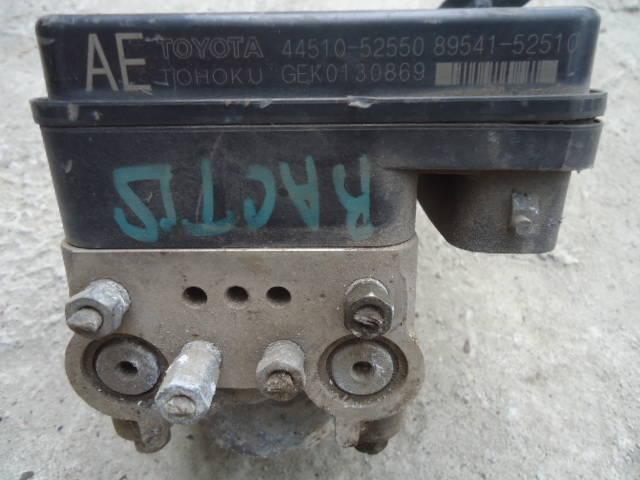 AE TOYOTA 44510-52550 89541-52510
TOHOKU GEK0130869
RACTIS